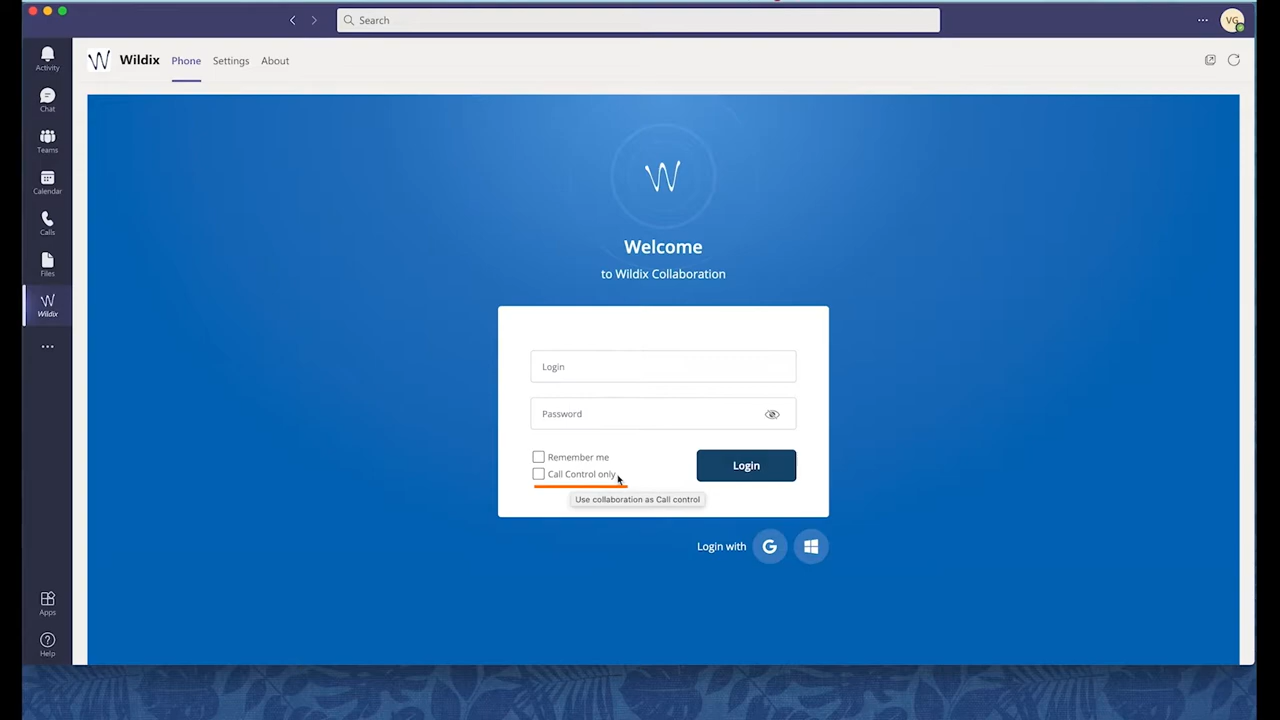 Search
VG
Activity
Chat
Teams
Calendar
Calls
Files
Wildix
Apps
Help
Wildix Phone Settings About
W
Welcome
to Wildix Collaboration
Login
Password
Remember me
Call Control only
Login
Use collaboration as Call control
Login with G